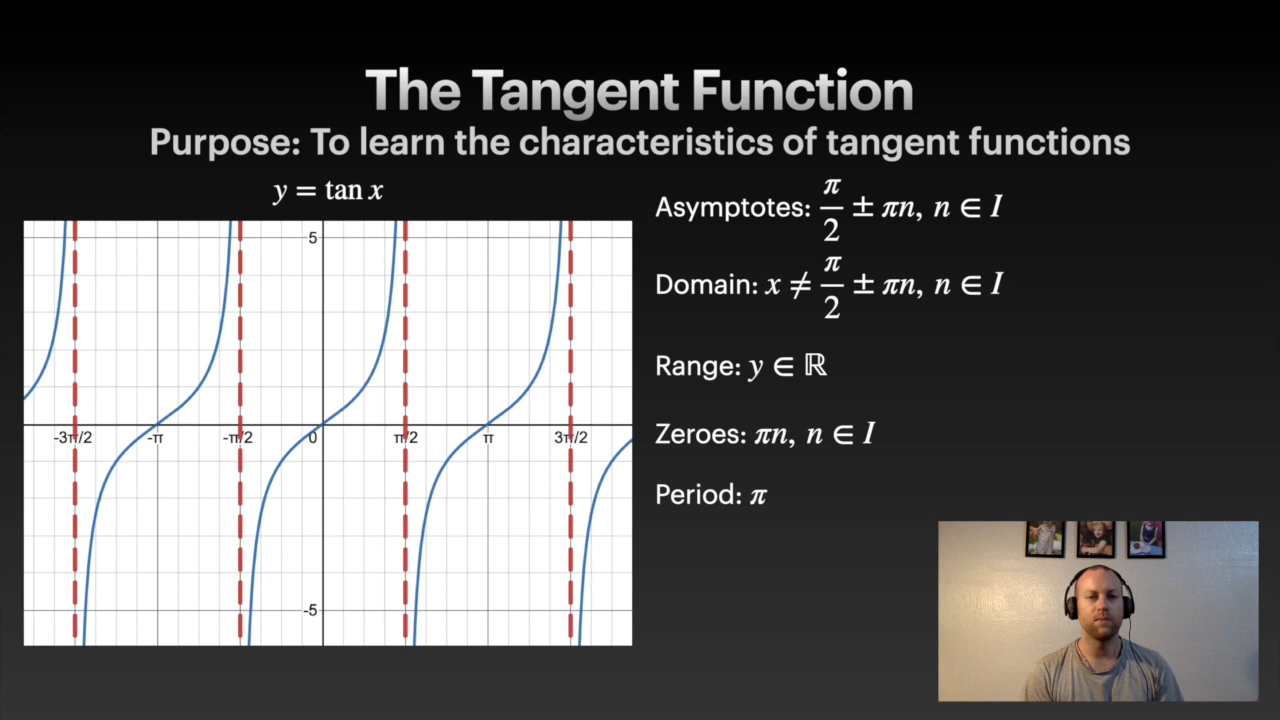 The Tangent Function
Purpose: To learn the characteristics of tangent functions
y = tan x
5
-3π/2 -π -π/2 0 π/2 π 3π/2
-5
Asymptotes: π/2 ± πn, n ∈ I
Domain: x ≠ π/2 ± πn, n ∈ I
Range: y ∈ ℝ
Zeroes: πn, n ∈ I
Period: π